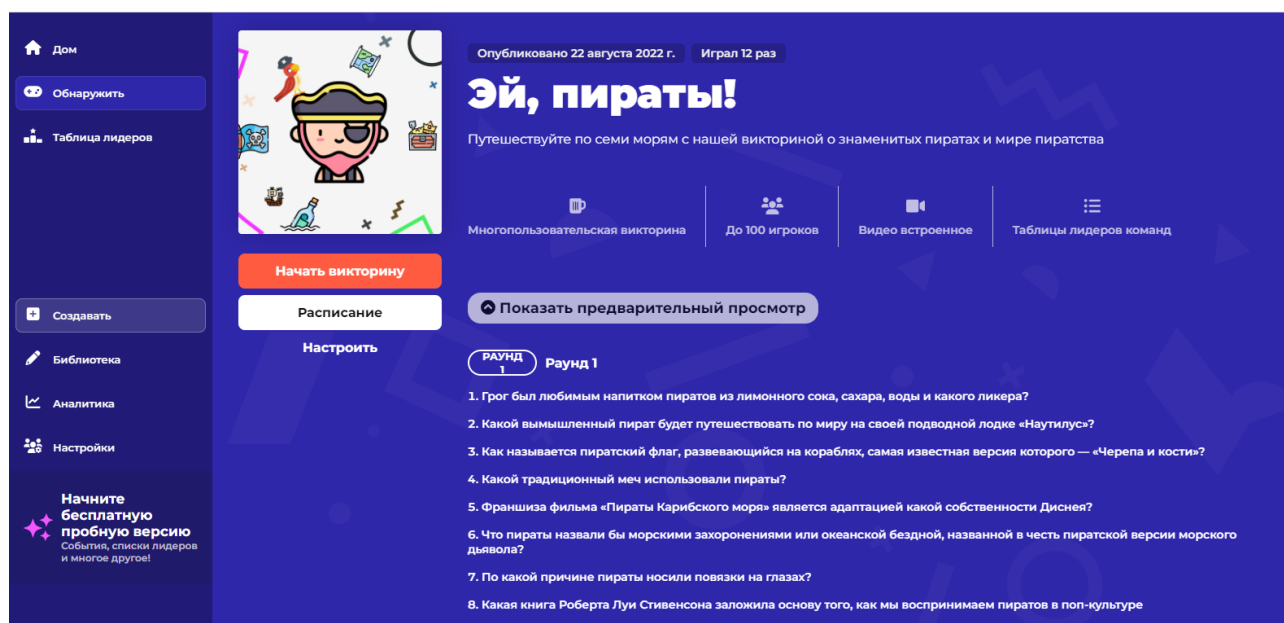 Дом
Обнаружить
Таблица лидеров
Создавать
Библиотека
Аналитика
Настройки
Начните
бесплатную
пробную версию
События, списки лидеров
и многое другое!
Начать викторину
Расписание
Настроить
Опубликовано 22 августа 2022 г. Играл 12 раз
Эй, пираты!
Путешествуйте по семи морям с нашей викториной о знаменитых пиратах и мире пиратства
Многопользовательская викторина До 100 игроков Видео встроенное Таблицы лидеров команд
Показать предварительный просмотр
РАУНД
1
Раунд 1
1. Грог был любимым напитком пиратов из лимонного сока, сахара, воды и какого ликера?
2. Какой вымышленный пират будет путешествовать по миру на своей подводной лодке «Наутилус»?
3. Как называется пиратский флаг, развевающийся на кораблях, самая известная версия которого — «Черепа и кости»?
4. Какой традиционный меч использовали пираты?
5. Франшиза фильма «Пираты Карибского моря» является адаптацией какой собственности Диснея?
6. Что пираты назвали бы морскими захоронениями или океанской бездной, названной в честь пиратской версии морского
дьявола?
7. По какой причине пираты носили повязки на глазах?
8. Какая книга Роберта Луи Стивенсона заложила основу того, как мы воспринимаем пиратов в поп-культуре